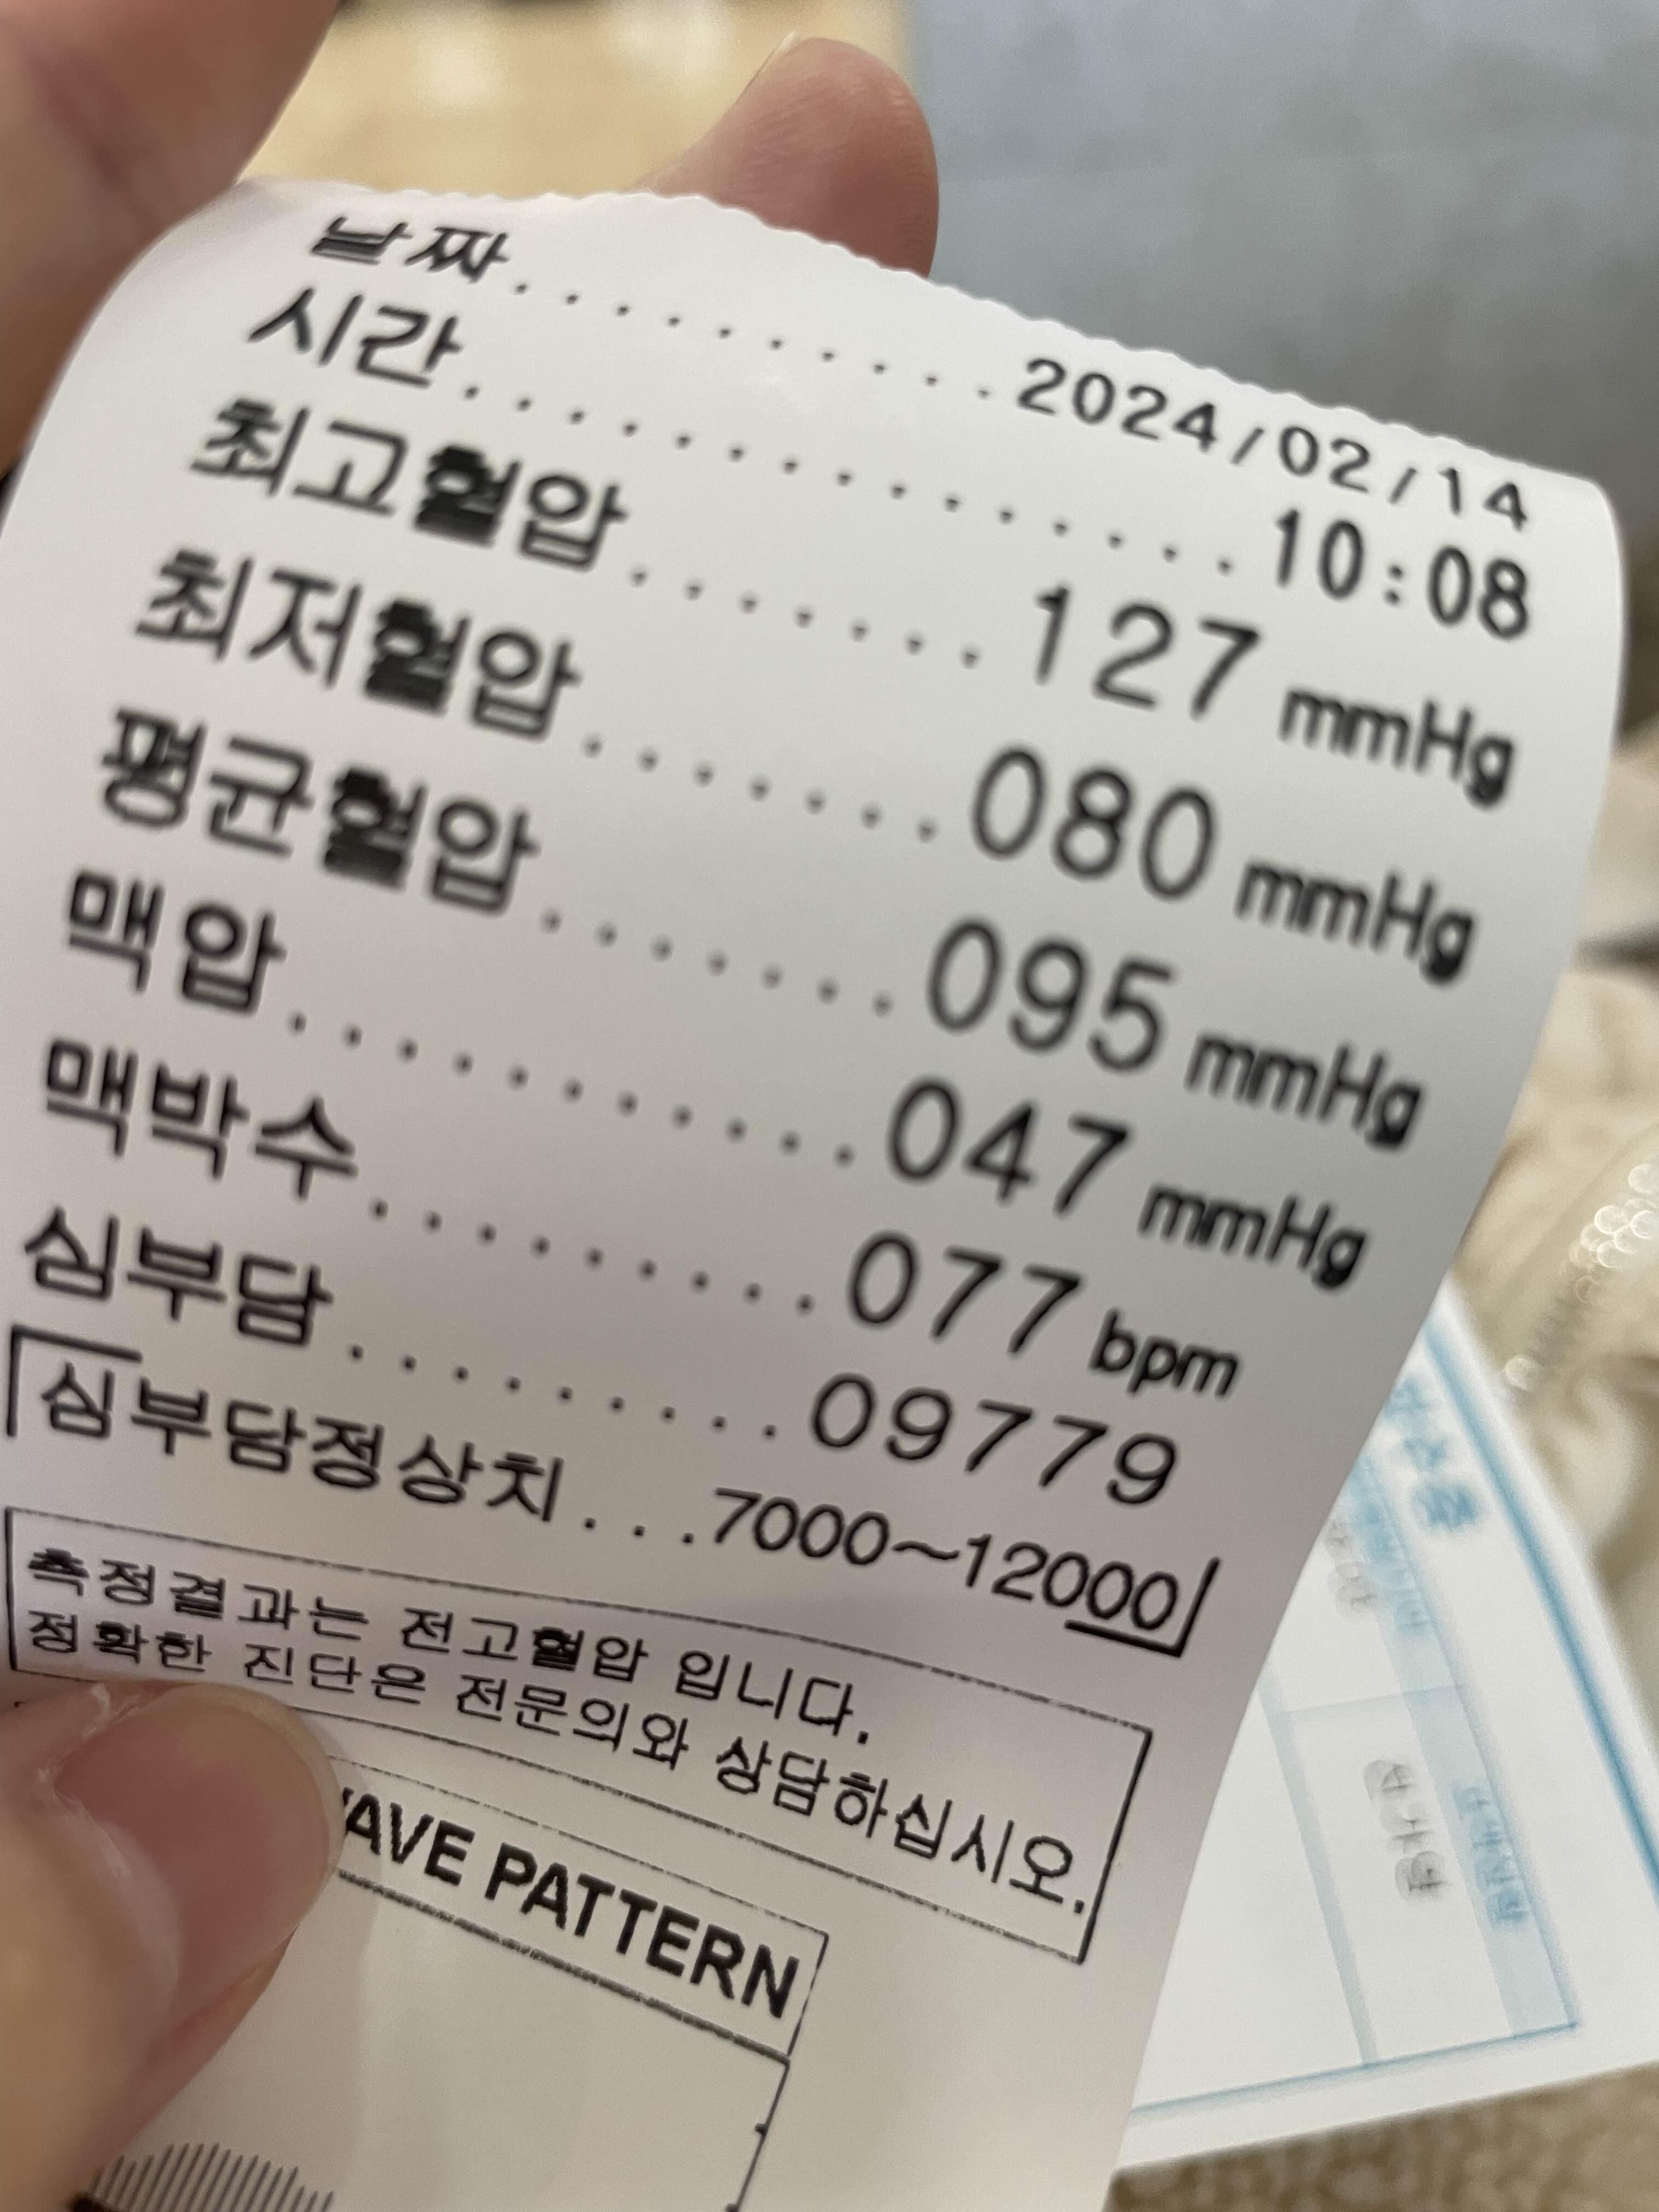 날짜..........2024/02/14
시간...............10:08
최고혈압.......127 mmHg
최저혈압.......080 mmHg
평균혈압.......095 mmHg
맥압...........047 mmHg
맥박수.........077 bpm
심부담.........09779
심부담정상치...7000~12000
측정결과는 전고혈압 입니다.
정확한 진단은 전문의와 상담하십시오.
PATTERN